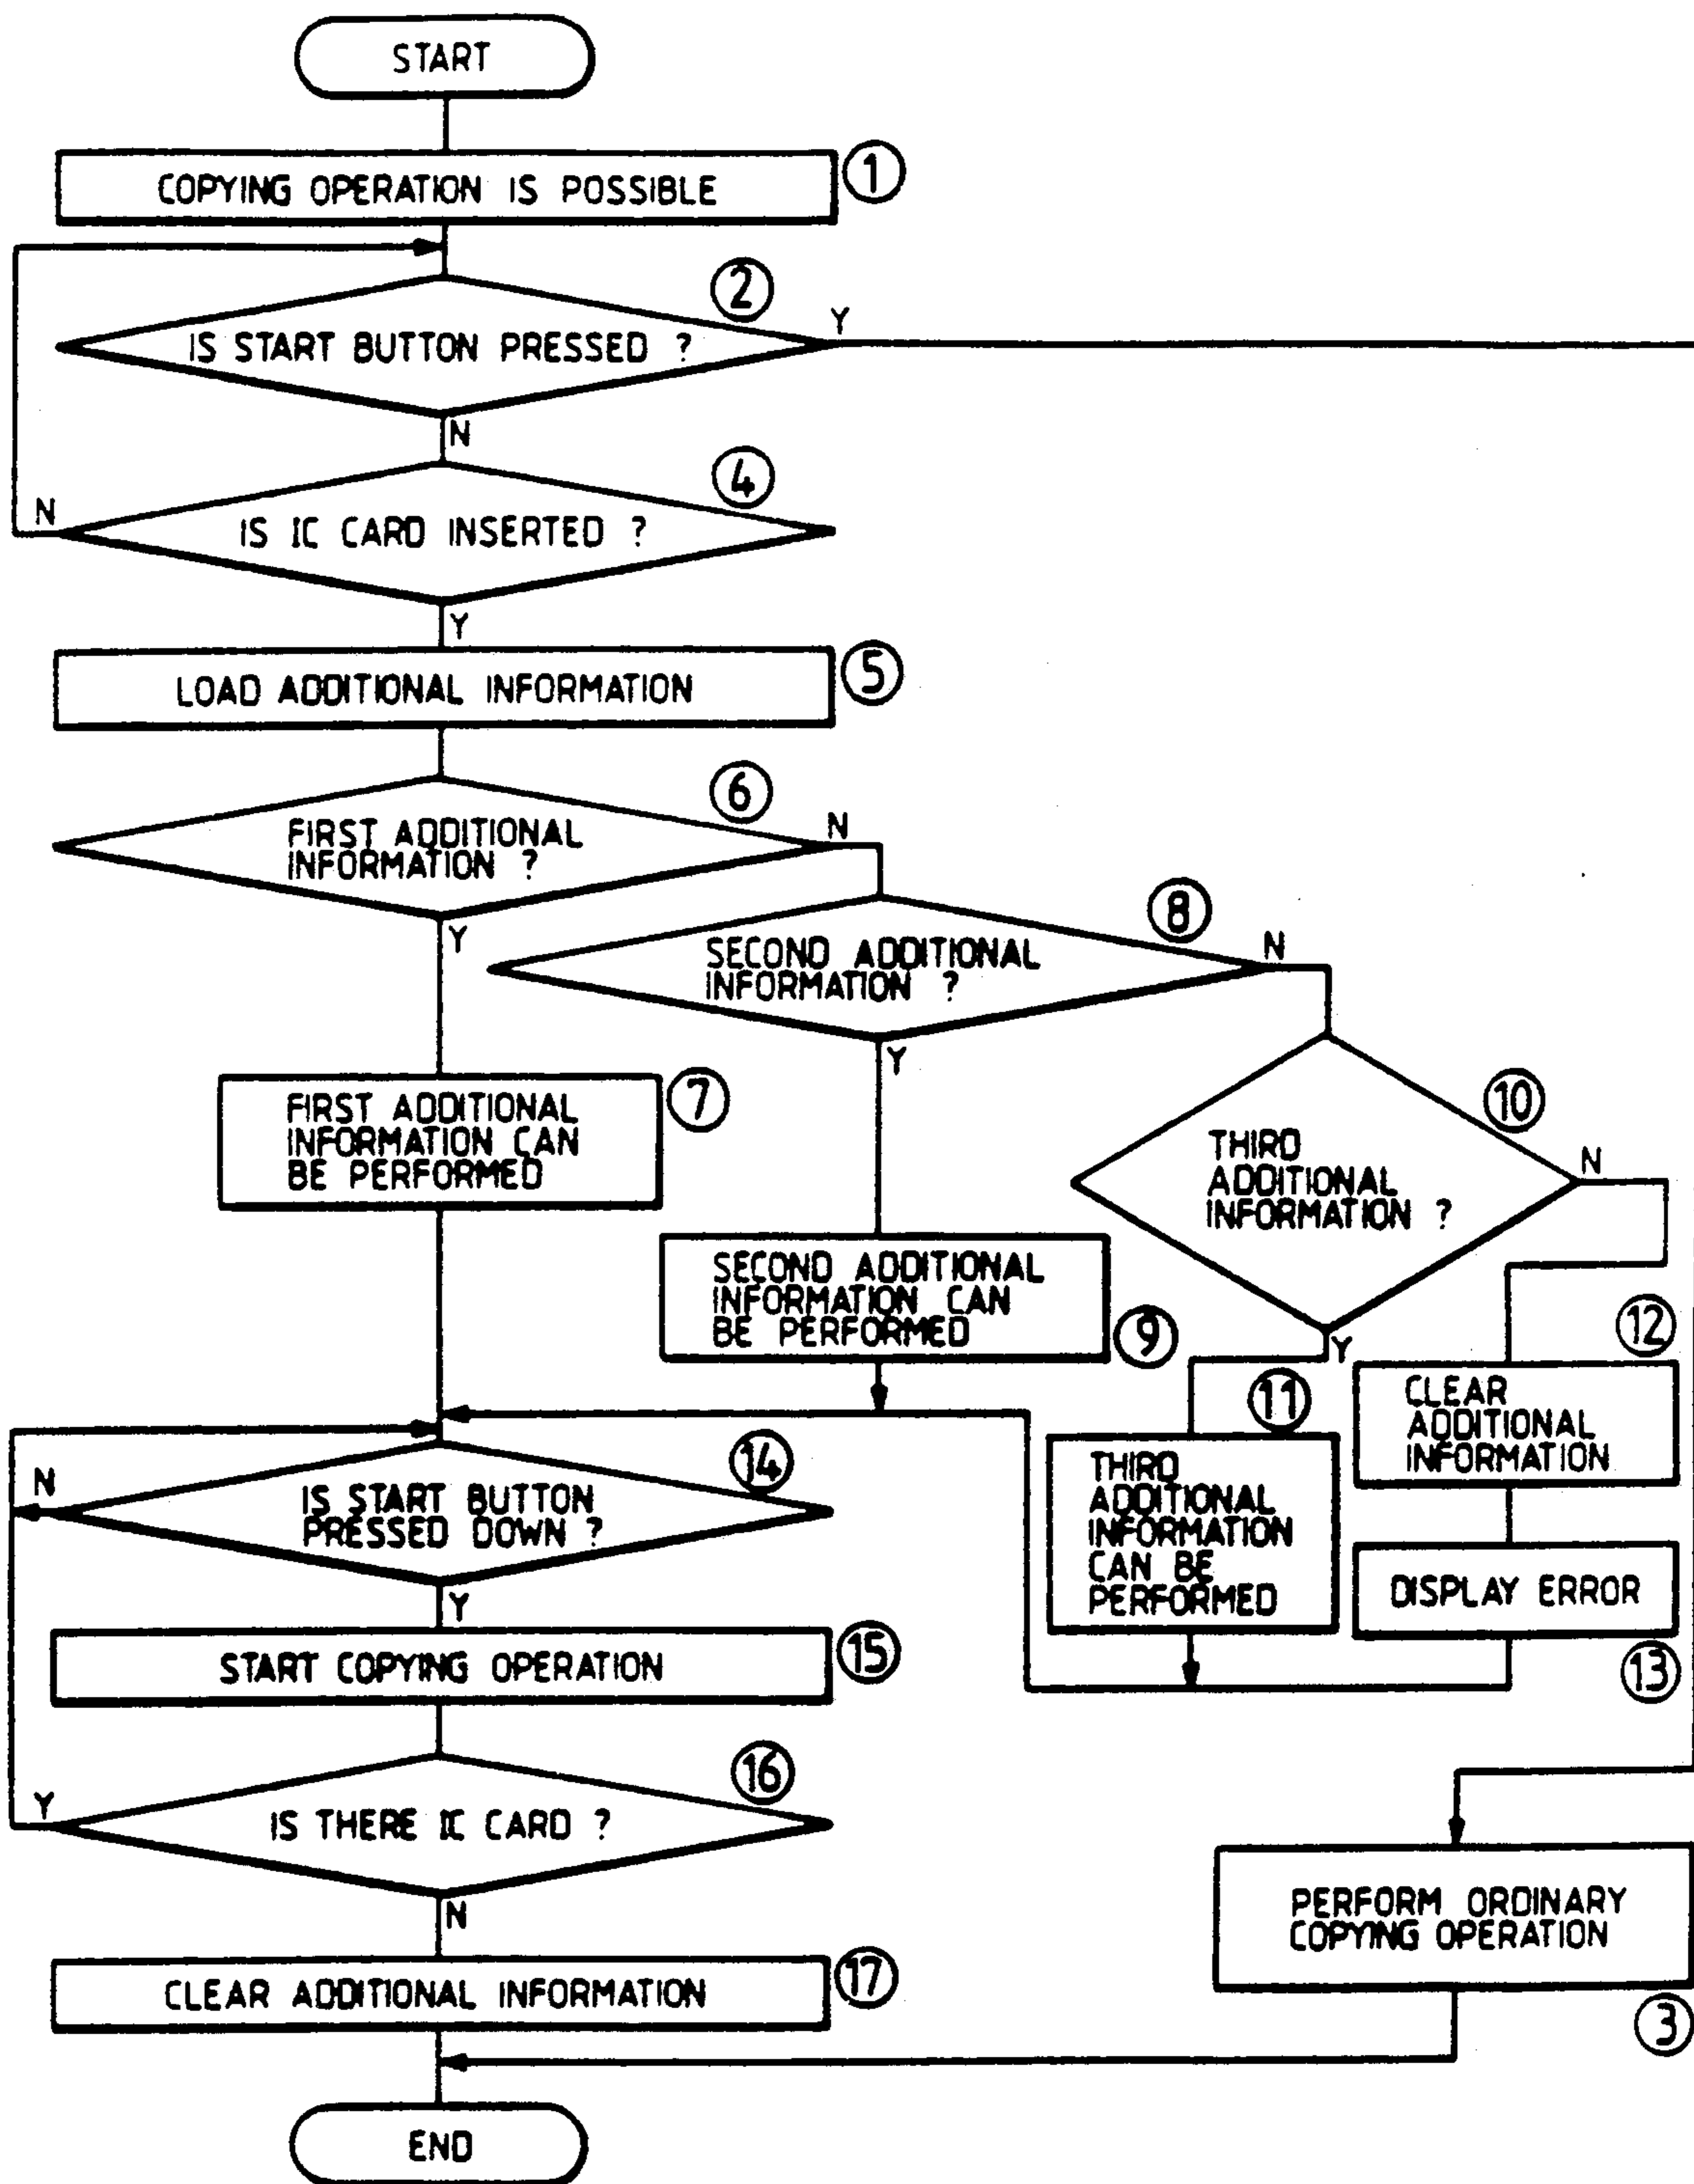 START
COPYING OPERATION IS POSSIBLE
1
2
IS START BUTTON PRESSED ?
Y
N
4
IS IC CARD INSERTED ?
N
Y
LOAD ADDITIONAL INFORMATION
5
6
FIRST ADDITIONAL
INFORMATION ?
N
Y
8
SECOND ADDITIONAL
INFORMATION ?
N
Y
7
FIRST ADDITIONAL
INFORMATION CAN
BE PERFORMED
10
THIRD
ADDITIONAL
INFORMATION ?
N
Y
SECOND ADDITIONAL
INFORMATION CAN
BE PERFORMED
9
11
THIRD
ADDITIONAL
INFORMATION
CAN BE
PERFORMED
12
CLEAR
ADDITIONAL
INFORMATION
DISPLAY ERROR
13
14
IS START BUTTON
PRESSED DOWN ?
N
Y
START COPYING OPERATION
15
16
IS THERE IC CARD ?
Y
N
CLEAR ADDITIONAL INFORMATION
17
PERFORM ORDINARY
COPYING OPERATION
3
END